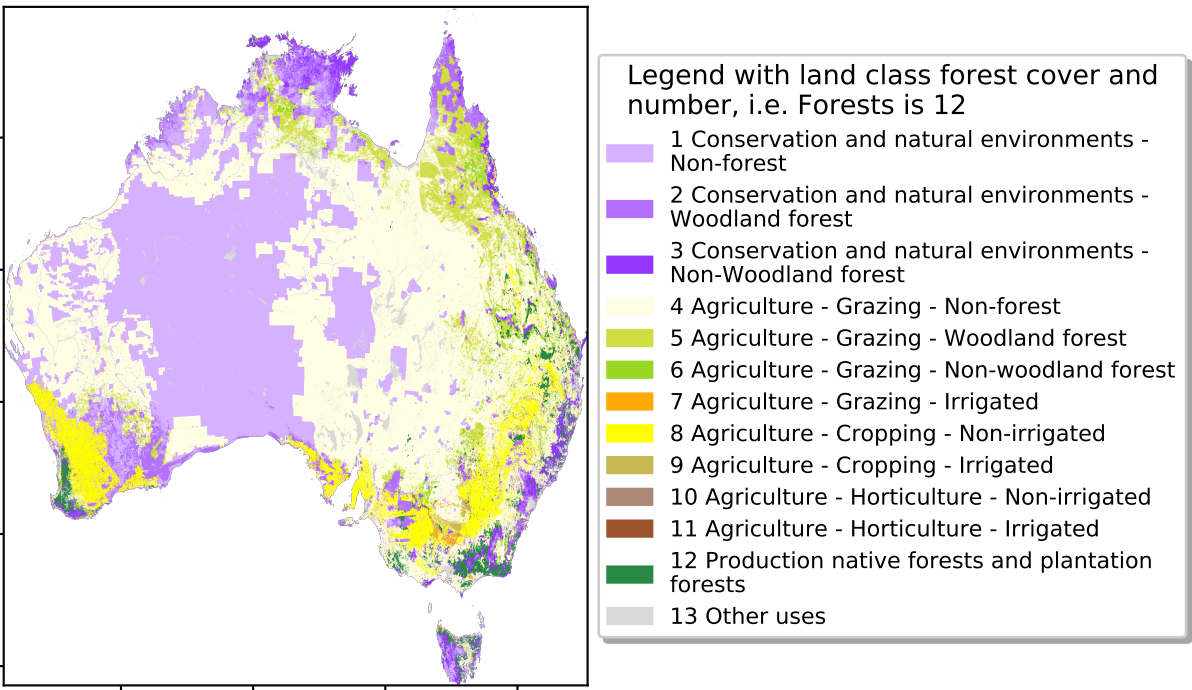 Legend with land class forest cover and
number, i.e. Forests is 12
1 Conservation and natural environments -
Non-forest
2 Conservation and natural environments -
Woodland forest
3 Conservation and natural environments -
Non-Woodland forest
4 Agriculture - Grazing - Non-forest
5 Agriculture - Grazing - Woodland forest
6 Agriculture - Grazing - Non-woodland forest
7 Agriculture - Grazing - Irrigated
8 Agriculture - Cropping - Non-irrigated
9 Agriculture - Cropping - Irrigated
10 Agriculture - Horticulture - Non-irrigated
11 Agriculture - Horticulture - Irrigated
12 Production native forests and plantation
forests
13 Other uses